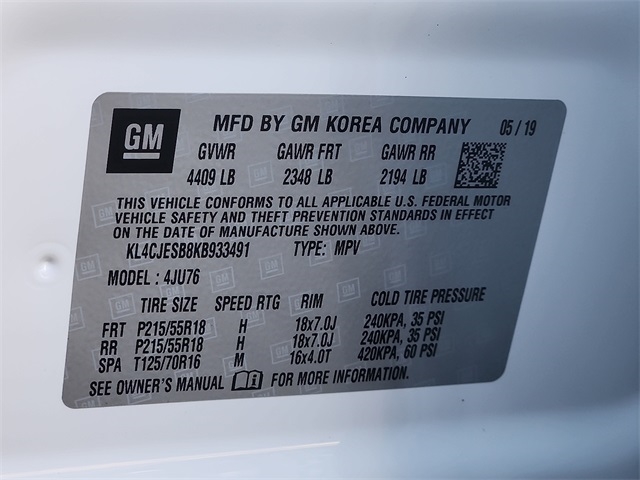 GM MFD BY GM KOREA COMPANY 05/19
GVWR GAWR FRT GAWR RR
4409 LB 2348 LB 2194 LB
THIS VEHICLE CONFORMS TO ALL APPLICABLE U.S. FEDERAL MOTOR
VEHICLE SAFETY AND THEFT PREVENTION STANDARDS IN EFFECT
ON THE DATE OF MANUFACTURE SHOWN ABOVE.
KL4CJESB8KB933491 TYPE: MPV
MODEL : 4JU76
TIRE SIZE SPEED RTG RIM COLD TIRE PRESSURE
FRT P215/55R18 H 18x7.0J 240KPA, 35 PSI
RR P215/55R18 H 18x7.0J 240KPA, 35 PSI
SPA T125/70R16 M 16x4.0T 420KPA, 60 PSI
SEE OWNER'S MANUAL FOR MORE INFORMATION.